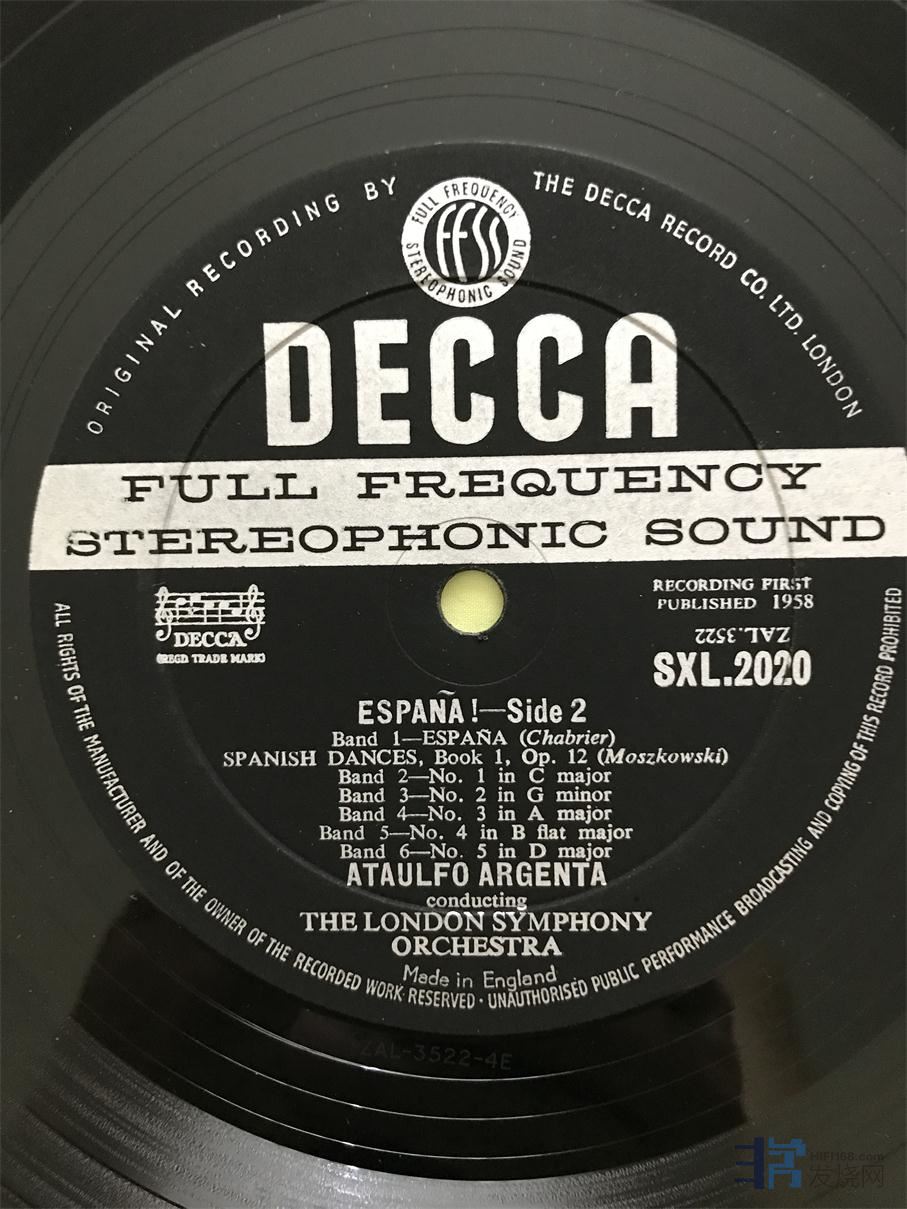 ORIGINAL RECORDING BY THE DECCA RECORD CO. LTD. LONDON
FULL FREQUENCY
FFSS
STEREOPHONIC SOUND
DECCA
FULL FREQUENCY
STEREOPHONIC SOUND
DECCA
(REGD TRADE MARK)
RECORDING FIRST
PUBLISHED 1958
ZAL.3522
SXL.2020
ESPAÑA!—Side 2
Band 1—ESPAÑA (Chabrier)
SPANISH DANCES, Book 1, Op. 12 (Moszkowski)
Band 2—No. 1 in C major
Band 3—No. 2 in G minor
Band 4—No. 3 in A major
Band 5—No. 4 in B flat major
Band 6—No. 5 in D major
ATAULFO ARGENTA
conducting
THE LONDON SYMPHONY
ORCHESTRA
Made in England
ALL RIGHTS OF THE MANUFACTURER AND OF THE OWNER OF THE RECORDED WORK RESERVED · UNAUTHORISED PUBLIC PERFORMANCE BROADCASTING AND COPYING OF THIS RECORD PROHIBITED
ZAL-3522-4E
HIFI168.com
发烧网